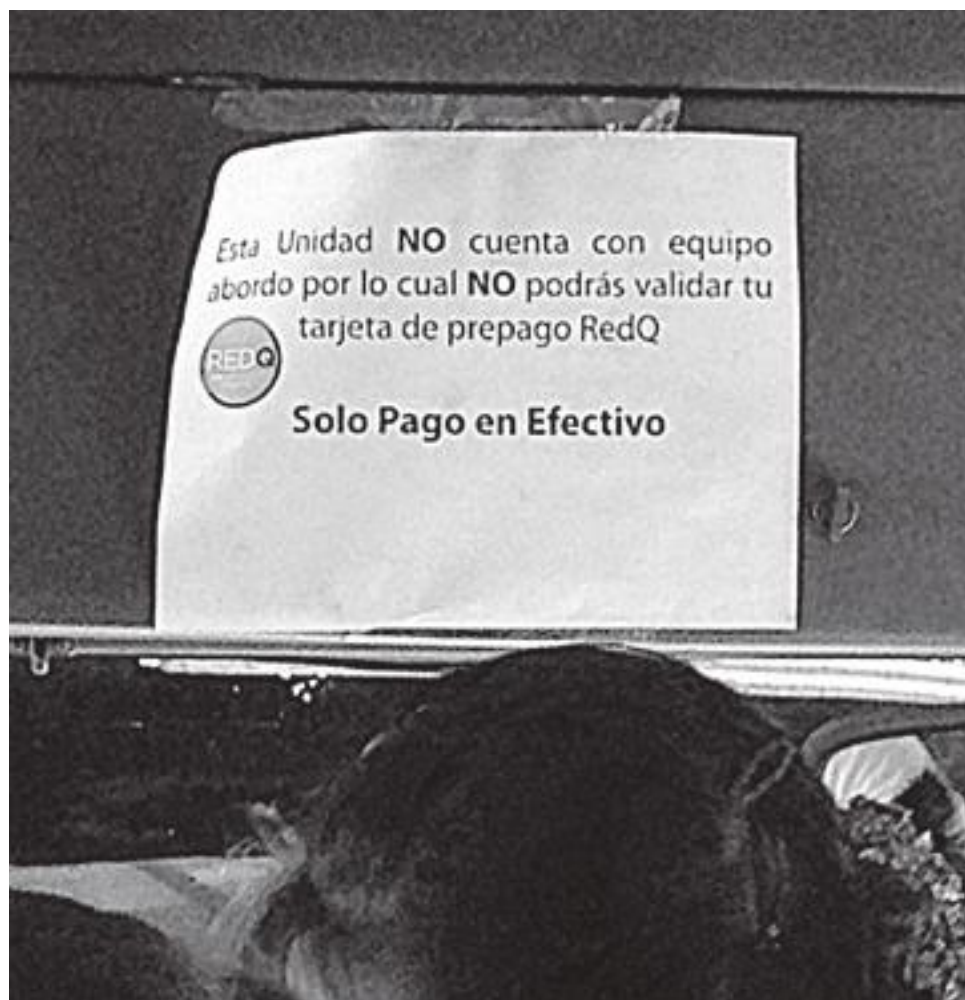 Esta Unidad NO cuenta con equipo
abordo por lo cual NO podrás validar tu
tarjeta de prepago RedQ
REDQ
Solo Pago en Efectivo